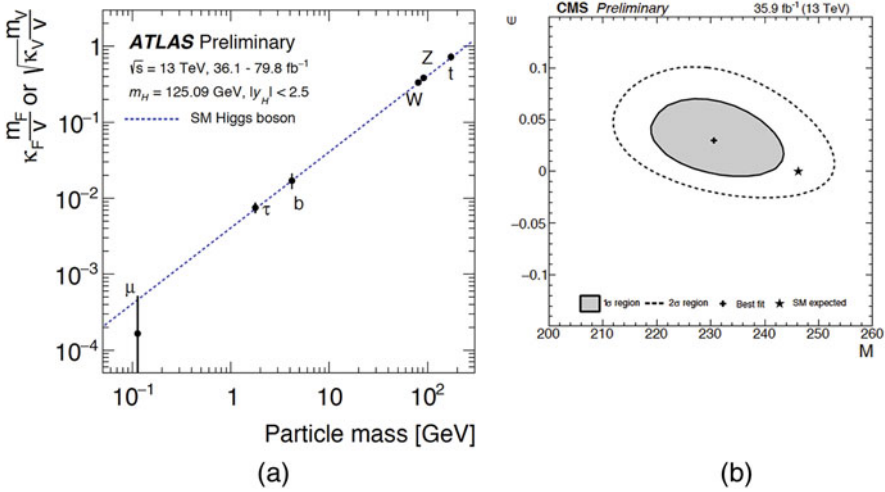 ATLAS Preliminary
√s = 13 TeV, 36.1 - 79.8 fb⁻¹
m_H = 125.09 GeV, |y_H| < 2.5
SM Higgs boson
κ_F m_F/v or √κ_V m_V/v
1
10⁻¹
10⁻²
10⁻³
10⁻⁴
μ
τ
b
W
Z
t
10⁻¹ 1 10 10²
Particle mass [GeV]
(a)
CMS Preliminary 35.9 fb⁻¹ (13 TeV)
ϵ
0.1
0.05
0
−0.05
−0.1
1σ region 2σ region Best fit SM expected
200 210 220 230 240 250 260
M
(b)